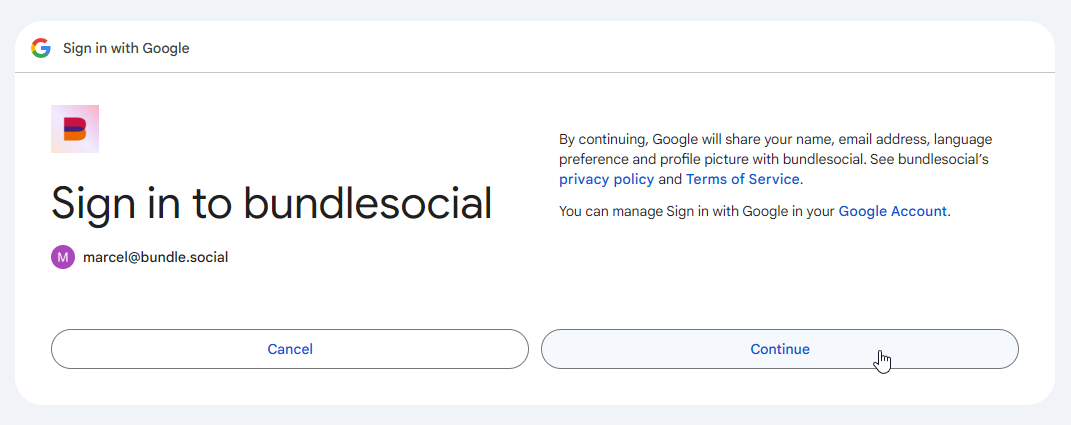 Sign in with Google
B
Sign in to bundlesocial
M
marcel@bundle.social
By continuing, Google will share your name, email address, language
preference and profile picture with bundlesocial. See bundlesocial's
privacy policy and Terms of Service.
You can manage Sign in with Google in your Google Account.
Cancel
Continue